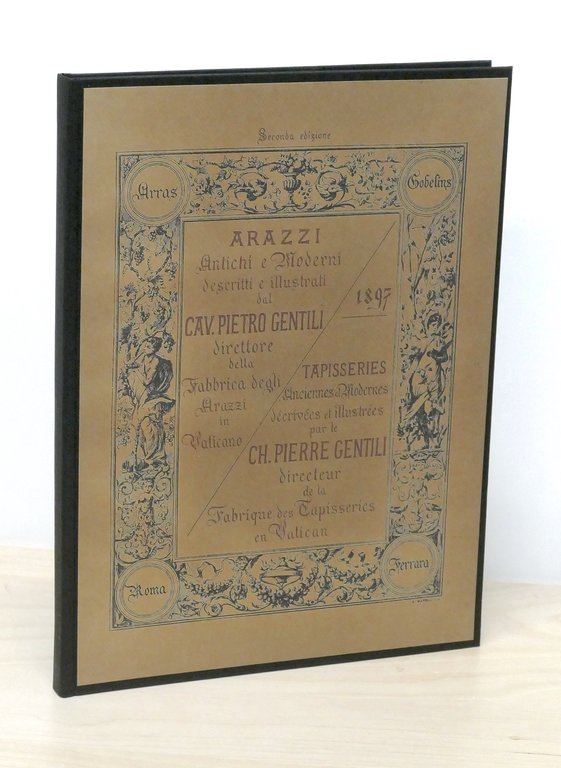 Seconda edizione
Arras
Gobelins
ARAZZI
Antichi e Moderni
descritti e illustrati
dal
CAV. PIETRO GENTILI
direttore
della
Fabbrica degli
Arazzi
in
Vaticano
1897
TAPISSERIES
Anciennes & Modernes
décrivées et illustrées
par le
CH. PIERRE GENTILI
directeur
de la
Fabrique des Tapisseries
en Vatican
Roma
Ferrara